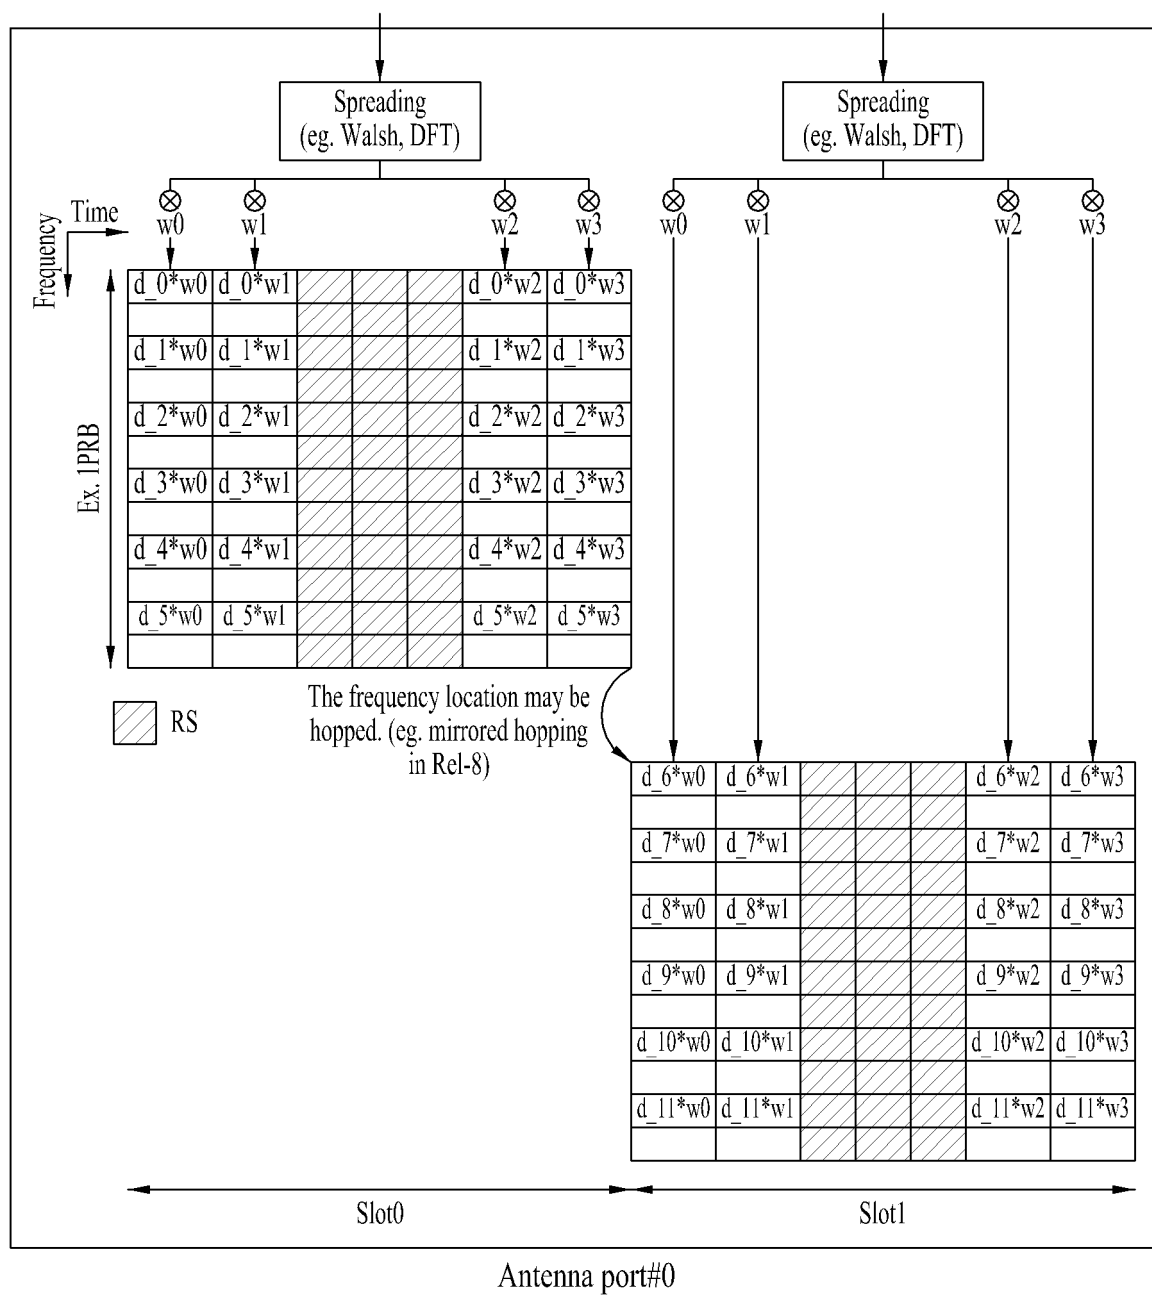 Spreading
(eg. Walsh, DFT)
Spreading
(eg. Walsh, DFT)
Time
Frequency
w0 w1 w2 w3
w0 w1 w2 w3
d_0*w0 d_0*w1 d_0*w2 d_0*w3
d_1*w0 d_1*w1 d_1*w2 d_1*w3
d_2*w0 d_2*w1 d_2*w2 d_2*w3
d_3*w0 d_3*w1 d_3*w2 d_3*w3
d_4*w0 d_4*w1 d_4*w2 d_4*w3
d_5*w0 d_5*w1 d_5*w2 d_5*w3
Ex. 1PRB
RS
The frequency location may be
hopped. (eg. mirrored hopping
in Rel-8)
d_6*w0 d_6*w1 d_6*w2 d_6*w3
d_7*w0 d_7*w1 d_7*w2 d_7*w3
d_8*w0 d_8*w1 d_8*w2 d_8*w3
d_9*w0 d_9*w1 d_9*w2 d_9*w3
d_10*w0 d_10*w1 d_10*w2 d_10*w3
d_11*w0 d_11*w1 d_11*w2 d_11*w3
Slot0 Slot1
Antenna port#0